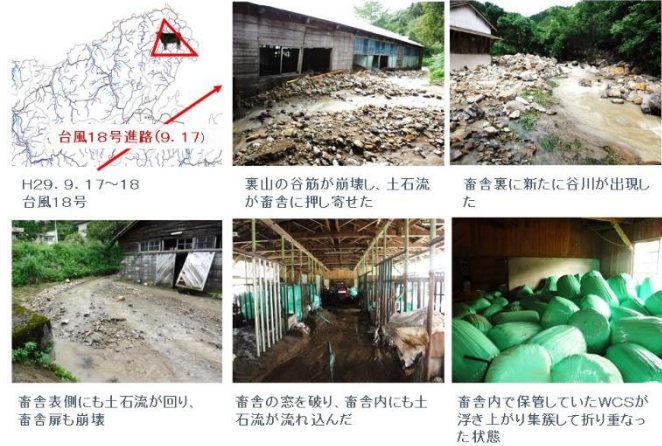 台風18号進路(9. 17)
H29. 9. 17～18
台風18号
裏山の谷筋が崩壊し、土石流
が畜舎に押し寄せた
畜舎裏に新たに谷川が出現し
た
畜舎表側にも土石流が回り、
畜舎扉も崩壊
畜舎の窓を破り、畜舎内にも土
石流が流れ込んだ
畜舎内で保管していたWCSが
浮き上がり集簇して折り重なっ
た状態